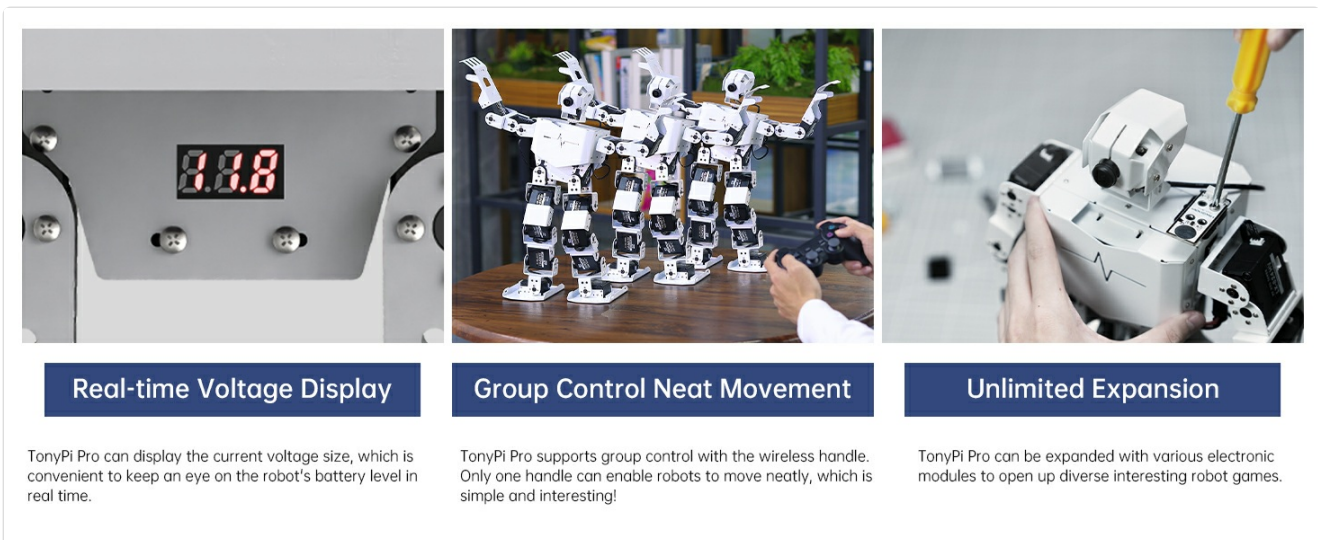 11.8
Real-time Voltage Display
Group Control Neat Movement
Unlimited Expansion
TonyPi Pro can display the current voltage size, which is
convenient to keep an eye on the robot's battery level in
real time.
TonyPi Pro supports group control with the wireless handle.
Only one handle can enable robots to move neatly, which is
simple and interesting!
TonyPi Pro can be expanded with various electronic
modules to open up diverse interesting robot games.